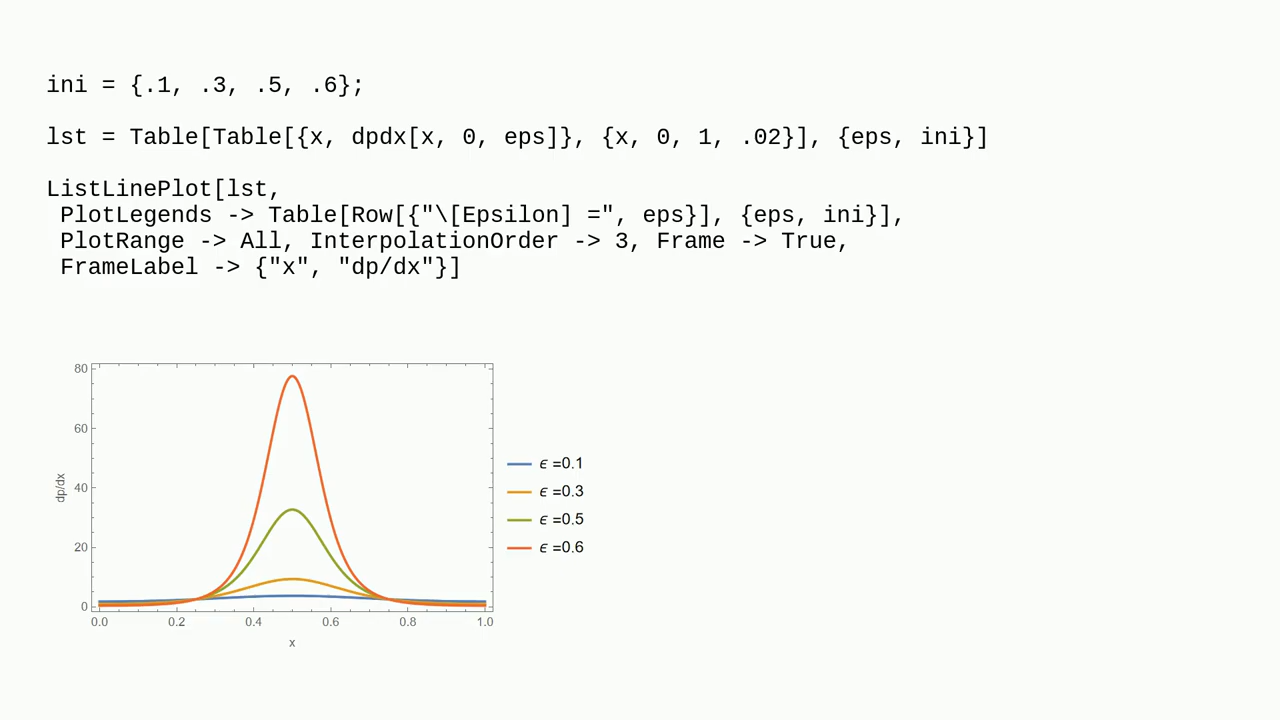 ini = {.1, .3, .5, .6};
lst = Table[Table[{x, dpdx[x, 0, eps]}, {x, 0, 1, .02}], {eps, ini}]
ListLinePlot[lst,
PlotLegends -> Table[Row[{"\[Epsilon] =", eps}], {eps, ini}],
PlotRange -> All, InterpolationOrder -> 3, Frame -> True,
FrameLabel -> {"x", "dp/dx"}]
80
60
40
20
0
dp/dx
0.0 0.2 0.4 0.6 0.8 1.0
x
ϵ =0.1
ϵ =0.3
ϵ =0.5
ϵ =0.6